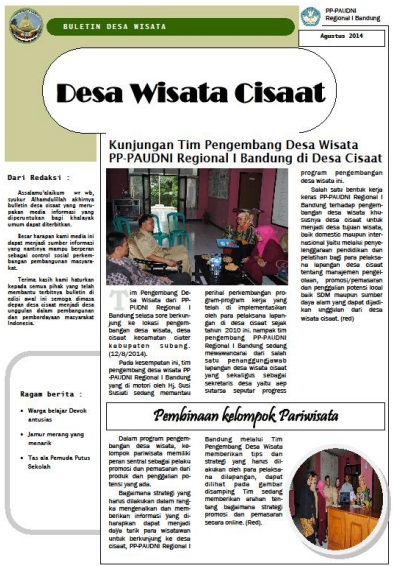 BULETIN DESA WISATA
PP-PAUDNI
Regional I Bandung
Agustus 2014
Desa Wisata Cisaat
Kunjungan Tim Pengembang Desa Wisata
PP-PAUDNI Regional I Bandung di Desa Cisaat
Dari Redaksi :
Assalamu'alaikum wr wb,
syukur Alhamdulillah akhirnya
bulletin desa cisaat yang meru-
pakan media informasi yang
diperuntukan bagi khalayak
umum dapat diterbitkan.
Besar harapan kami media ini
dapat menjadi sumber informasi
yang nantinya mampu berperan
sebagai control sosial perkem-
bangan pembangunan masyara-
kat.
Terima kasih kami haturkan
kepada semua pihak yang telah
membantu terbitnya bulletin di
edisi awal ini semoga dimasa
depan desa cisaat menjadi desa
unggulan dalam pembangunan
dan pemberdayaan masyarakat
Indonesia.
Ragam berita :
• Warga belajar Devok
antusias
• Jamur merang yang
menarik
• Tas ala Pemuda Putus
Sekolah
Tim Pengembang De-
sa Wisata dari PP-
PAUDNI Regional I
Bandung selasa sore berkun-
jung ke lokasi pengem-
bangan desa wisata, desa
cisaat kecamatan ciater
kabupaten subang.
(12/8/2014).
Pada kesempatan ini, tim
pengembang desa wisata PP
-PAUDNI Regional I Bandung
yang di motori oleh Hj. Susi
Susiati sedang memantau
perihal perkembangan pro-
gram-program kerja yang
telah di implementasikan
oleh para pelaksana lapan-
gan di desa cisaat sejak
tahun 2010 ini. nampak tim
pengembang PP-PAUDNI
Regional I Bandung sedang
mewawancarai dari salah
satu penanggungjawab
lapangan desa wisata cisaat
yang sekaligus sebagai
sekretaris desa yaitu aep
sutarsa seputar progress
program pengembangan
desa wisata ini.
Salah satu bentuk kerja
keras PP-PAUDNI Regional
I Bandung terhadap pengem-
bangan desa wisata khu-
susnya desa cisaat untuk
menjadi desa tujuan wisata,
baik domestic maupun inter-
nasional yaitu melalui penye-
lenggaraan pendidikan dan
pelatihan bagi para pelaksa-
na lapangan desa cisaat
tentang manajemen pengel-
olaan, promosi/pemasaran
dan penggalian potensi local
baik SDM maupun sumber
daya alam yang dapat dijadi-
kan unggulan dari desa
wisata cisaat. (red)
Pembinaan kelompok Pariwisata
Dalam program pengem-
bangan desa wisata, ke-
lompok pariwisata memiliki
peran sentral sebagai pelaku
promosi dan pemasaran dari
produk dan penggalian po-
tensi yang ada.
Bagaimana strategi yang
harus dilakukan dalam rang-
ka mengenalkan dan mem-
berikan informasi yang di-
harapkan dapat menjadi
daya tarik para wisatawan
untuk berkunjung ke desa
cisaat, PP-PAUDNI Regional I
Bandung melalui Tim
Pengembang Desa Wisata
memberikan tips dan
strategi yang harus dil-
akukan oleh para pelaksa-
na dilapangan, dapat
dilihat pada gambar
disamping Tim sedang
memberikan arahan ten-
tang bagaimana strategi
promosi dan pemasaran
secara online. (Red).